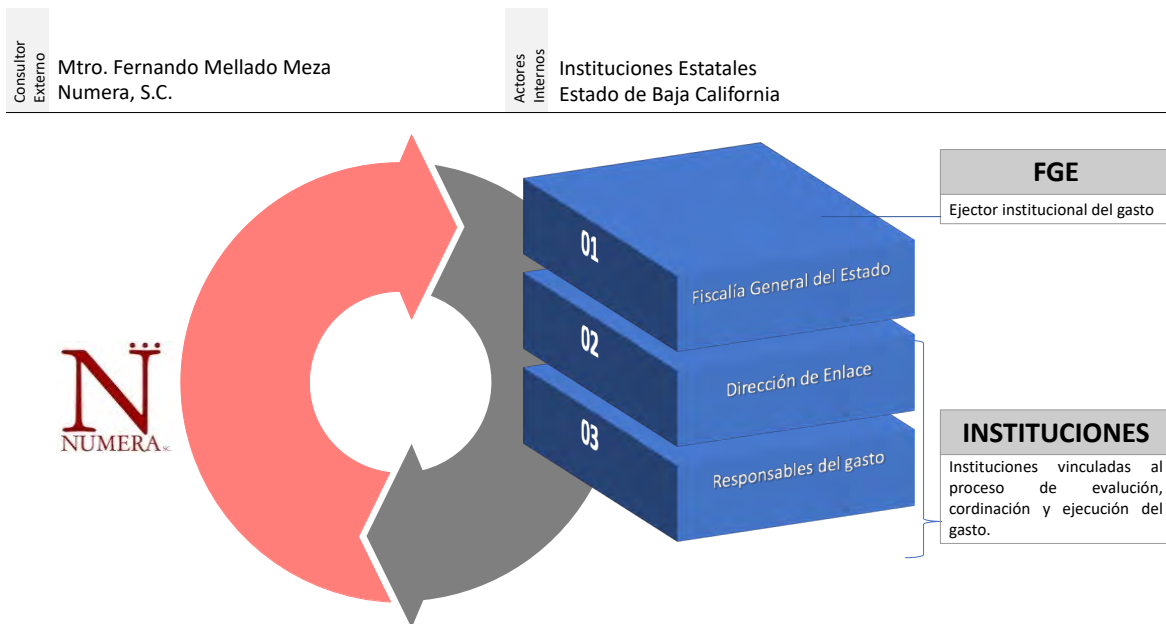 Consultor
Externo
Mtro. Fernando Mellado Meza
Numera, S.C.
Actores
Internos
Instituciones Estatales
Estado de Baja California
FGE
Ejector institucional del gasto
01
Fiscalía General del Estado
02
Dirección de Enlace
03
Responsables del gasto
INSTITUCIONES
Instituciones vinculadas al
proceso de evalución,
cordinación y ejecución del
gasto.
N
NUMERA SC